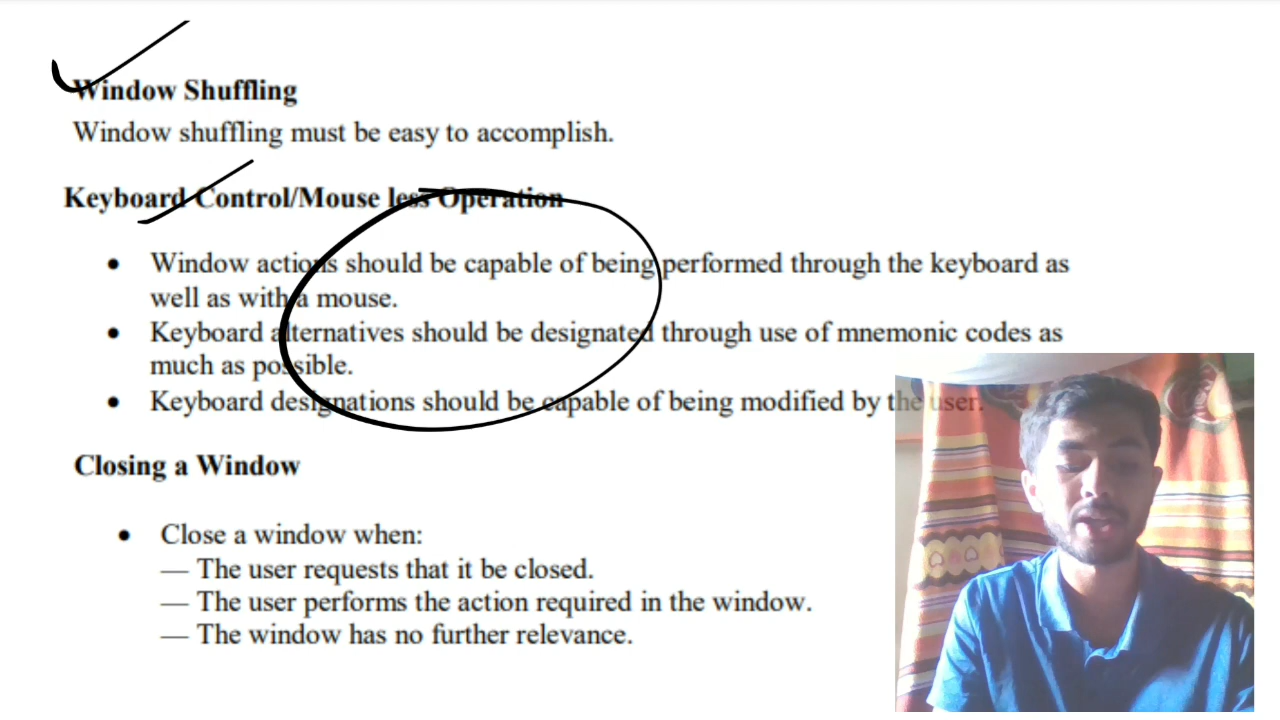 Window Shuffling
Window shuffling must be easy to accomplish.
Keyboard Control/Mouse less Operation
• Window actions should be capable of being performed through the keyboard as
well as with a mouse.
• Keyboard alternatives should be designated through use of mnemonic codes as
much as possible.
• Keyboard designations should be capable of being modified by the user.
Closing a Window
• Close a window when:
— The user requests that it be closed.
— The user performs the action required in the window.
— The window has no further relevance.